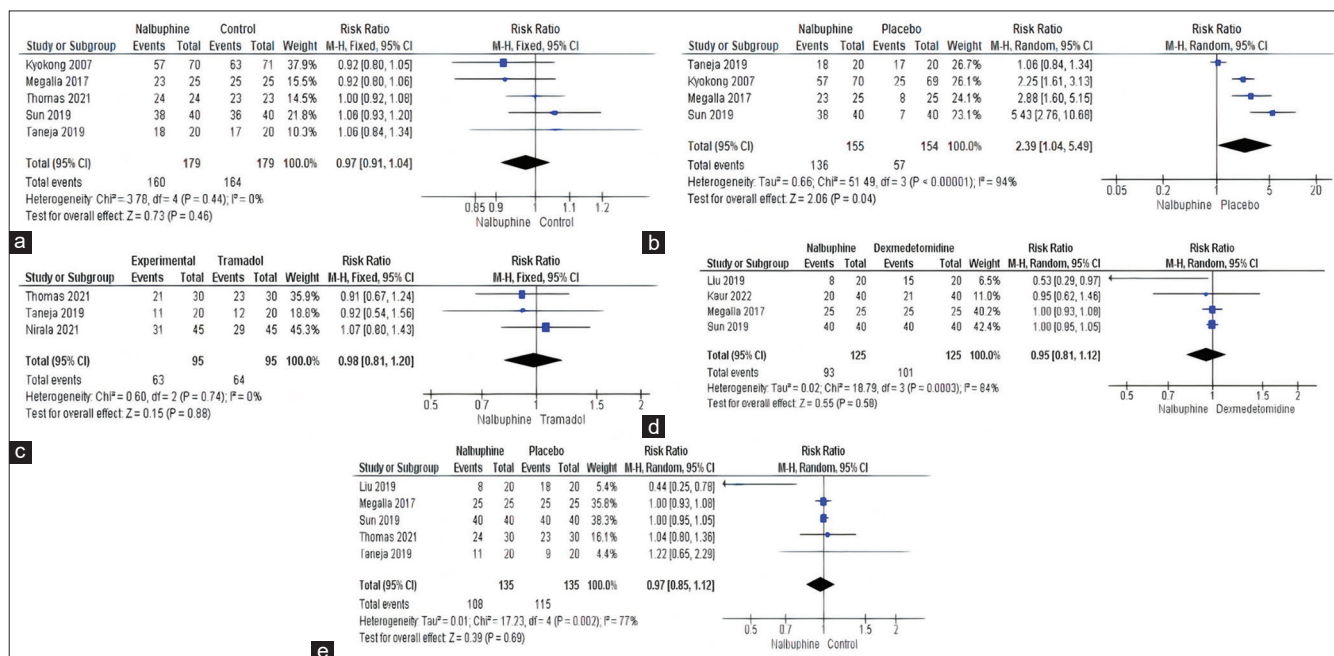 Nalbuphine Control Risk Ratio Risk Ratio
Study or Subgroup Events Total Events Total Weight M-H, Fixed, 95% CI M-H, Fixed, 95% CI
Kyokong 2007 57 70 63 71 37.9% 0.92 [0.80, 1.05]
Megalla 2017 23 25 25 25 15.5% 0.92 [0.80, 1.06]
Thomas 2021 24 24 23 23 14.5% 1.00 [0.92, 1.08]
Sun 2019 38 40 36 40 21.8% 1.06 [0.93, 1.20]
Taneja 2019 18 20 17 20 10.3% 1.06 [0.84, 1.34]
Total (95% CI) 179 179 100.0% 0.97 [0.91, 1.04]
Total events 160 164
Heterogeneity: Chi² = 3 78, df = 4 (P = 0.44); I² = 0%
Test for overall effect: Z = 0.73 (P = 0.46)
0.85 0.9 1 1.1 1.2
Nalbuphine Control
a
Nalbuphine Placebo Risk Ratio Risk Ratio
Study or Subgroup Events Total Events Total Weight M-H, Random, 95% CI M-H, Random, 95% CI
Taneja 2019 18 20 17 20 26.7% 1.06 [0.84, 1.34]
Kyokong 2007 57 70 25 69 26.1% 2.25 [1.61, 3.13]
Megalla 2017 23 25 8 25 24.1% 2.88 [1.60, 5.15]
Sun 2019 38 40 7 40 23.1% 5 43 [2.76, 10.68]
Total (95% CI) 155 154 100.0% 2.39 [1.04, 5.49]
Total events 136 57
Heterogeneity: Tau² = 0.66; Chi² = 51 49, df = 3 (P < 0.00001); I² = 94%
Test for overall effect: Z = 2.06 (P = 0.04)
0.05 0.2 1 5 20
Nalbuphine Placebo
b
Experimental Tramadol Risk Ratio Risk Ratio
Study or Subgroup Events Total Events Total Weight M-H, Fixed, 95% CI M-H, Fixed, 95% CI
Thomas 2021 21 30 23 30 35.9% 0.91 [0.67, 1.24]
Taneja 2019 11 20 12 20 18.8% 0.92 [0.54, 1.56]
Nirala 2021 31 45 29 45 45.3% 1.07 [0.80, 1.43]
Total (95% CI) 95 95 100.0% 0.98 [0.81, 1.20]
Total events 63 64
Heterogeneity: Chi² = 0 60, df = 2 (P = 0.74); I² = 0%
Test for overall effect: Z = 0.15 (P = 0.88)
0.5 0.7 1 1.5 2
Nalbuphine Tramadol
c
Nalbuphine Dexmedetomidine Risk Ratio Risk Ratio
Study or Subgroup Events Total Events Total Weight M-H, Random, 95% CI M-H, Random, 95% CI
Liu 2019 8 20 15 20 6.5% 0.53 [0.29, 0.97]
Kaur 2022 20 40 21 40 11.0% 0.95 [0.62, 1.46]
Megalla 2017 25 25 25 25 40.2% 1.00 [0.93, 1.08]
Sun 2019 40 40 40 40 42.4% 1.00 [0.95, 1.05]
Total (95% CI) 125 125 100.0% 0.95 [0.81, 1.12]
Total events 93 101
Heterogeneity: Tau² = 0.02; Chi² = 18.79, df = 3 (P = 0.0003); I² = 84%
Test for overall effect: Z = 0.55 (P = 0.58)
0.5 0.7 1 1.5 2
Nalbuphine Dexmedetomidine
d
Nalbuphine Placebo Risk Ratio Risk Ratio
Study or Subgroup Events Total Events Total Weight M-H, Random, 95% CI M-H, Random, 95% CI
Liu 2019 8 20 18 20 5.4% 0.44 [0.25, 0.78]
Megalla 2017 25 25 25 25 35.8% 1.00 [0.93, 1.08]
Sun 2019 40 40 40 40 38.3% 1.00 [0.95, 1.05]
Thomas 2021 24 30 23 30 16.1% 1.04 [0.80, 1.36]
Taneja 2019 11 20 9 20 4.4% 1.22 [0.65, 2.29]
Total (95% CI) 135 135 100.0% 0.97 [0.85, 1.12]
Total events 108 115
Heterogeneity: Tau² = 0.01; Chi² = 17.23, df = 4 (P = 0.002); I² = 77%
Test for overall effect: Z = 0.39 (P = 0.69)
0.5 0.7 1 1.5 2
Nalbuphine Control
e